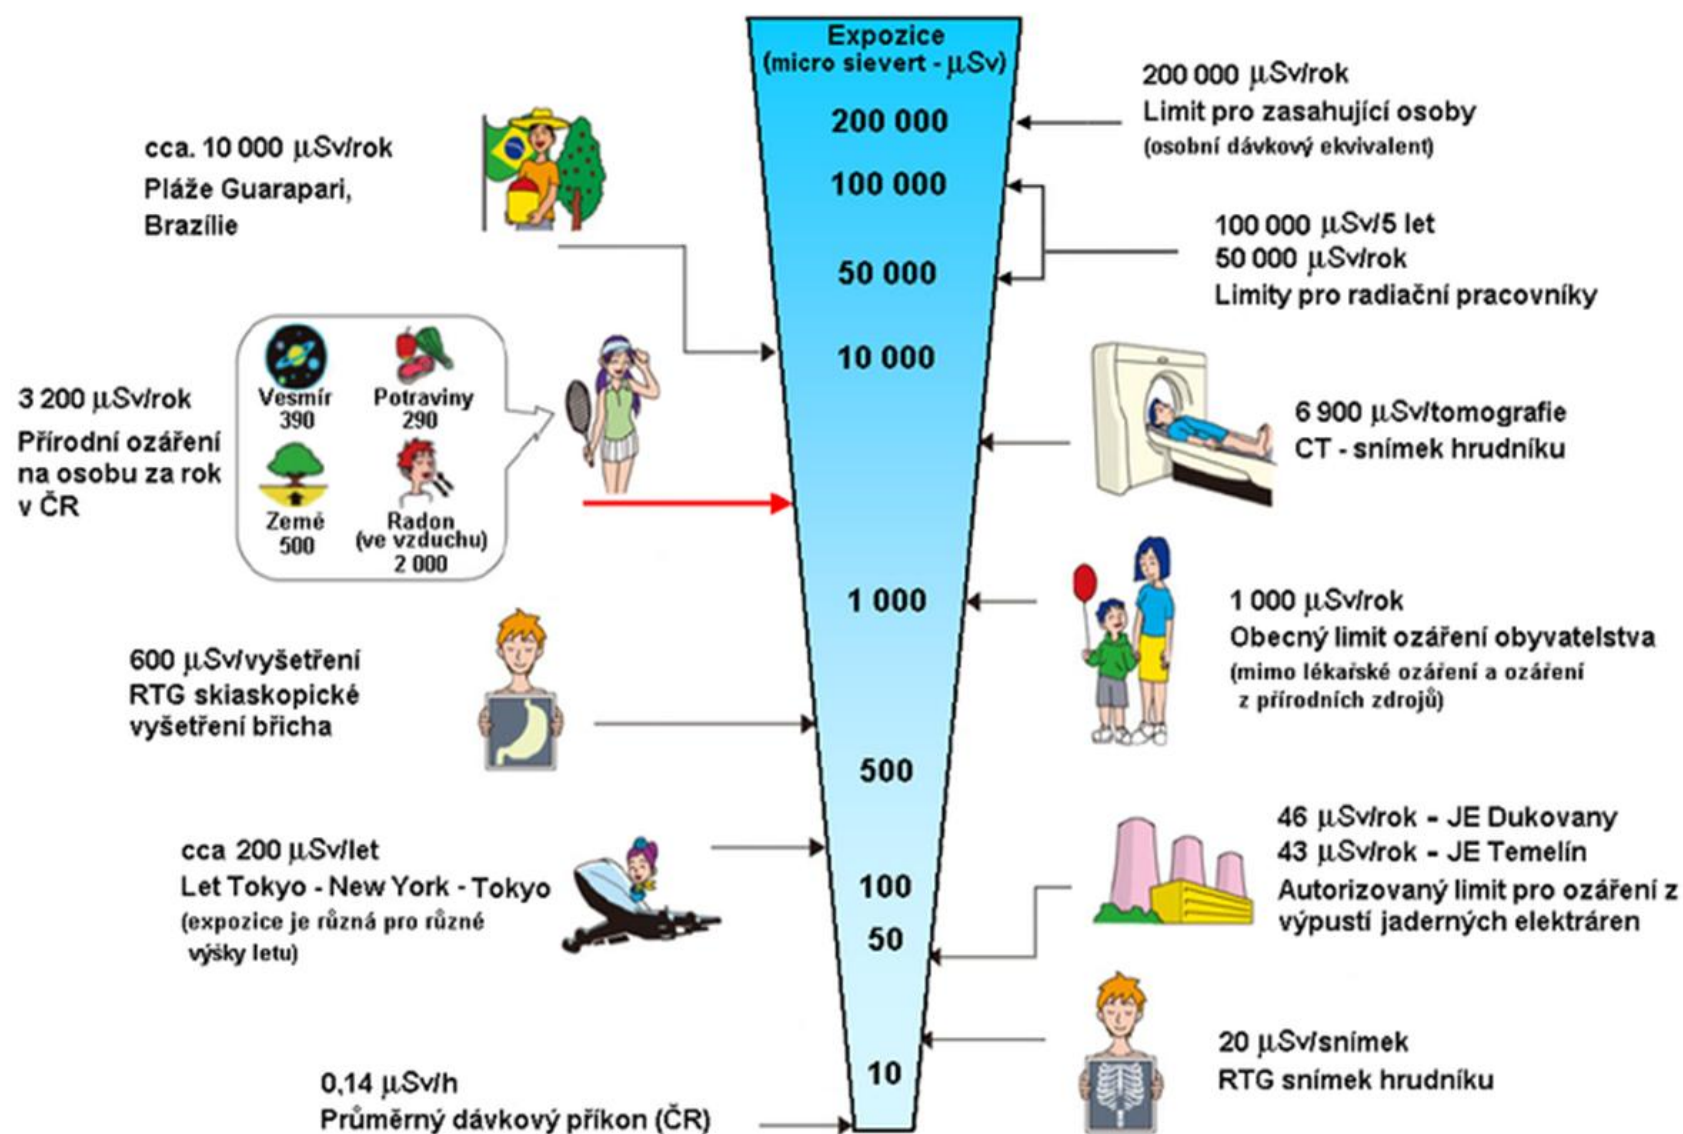 Expozice
(micro sievert - μSv)
200 000
100 000
50 000
10 000
1 000
500
100
50
10
cca. 10 000 μSv/rok
Pláže Guarapari,
Brazílie
3 200 μSv/rok
Přírodní ozáření
na osobu za rok
v ČR
Vesmír
390
Potraviny
290
Země
500
Radon
(ve vzduchu)
2 000
600 μSv/vyšetření
RTG skiaskopické
vyšetření břicha
cca 200 μSv/let
Let Tokyo - New York - Tokyo
(expozice je různá pro různé
výšky letu)
0,14 μSv/h
Průměrný dávkový příkon (ČR)
200 000 μSv/rok
Limit pro zasahující osoby
(osobní dávkový ekvivalent)
100 000 μSv/5 let
50 000 μSv/rok
Limity pro radiační pracovníky
6 900 μSv/tomografie
CT - snímek hrudníku
1 000 μSv/rok
Obecný limit ozáření obyvatelstva
(mimo lékařské ozáření a ozáření
z přírodních zdrojů)
46 μSv/rok - JE Dukovany
43 μSv/rok - JE Temelín
Autorizovaný limit pro ozáření z
výpustí jaderných elektráren
20 μSv/snímek
RTG snímek hrudníku